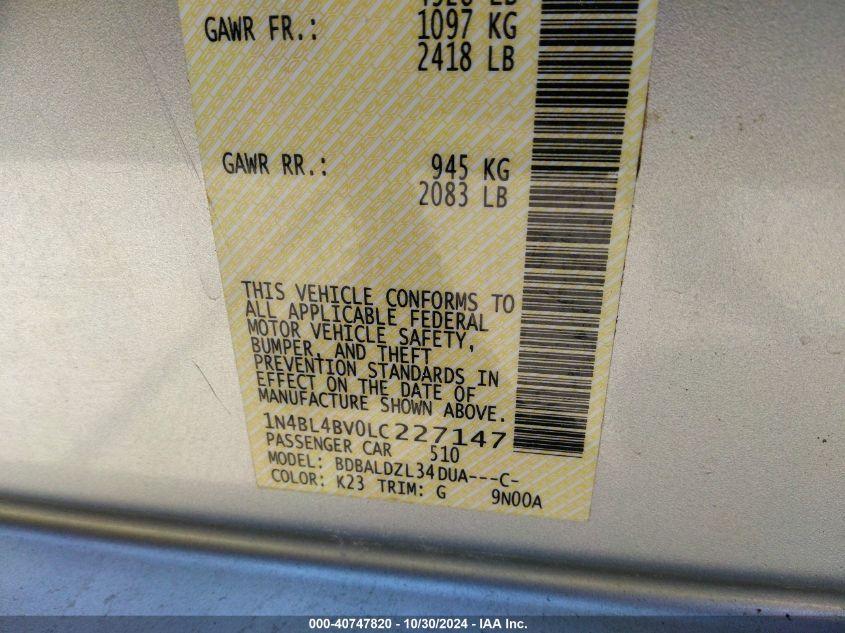 4920 LB
GAWR FR.: 1097 KG
2418 LB
GAWR RR.: 945 KG
2083 LB
THIS VEHICLE CONFORMS TO
ALL APPLICABLE FEDERAL
MOTOR VEHICLE SAFETY,
BUMPER, AND THEFT
PREVENTION STANDARDS IN
EFFECT ON THE DATE OF
MANUFACTURE SHOWN ABOVE.
1N4BL4BV0LC227147
PASSENGER CAR 510
MODEL: BDBALDZL34DUA---C-
COLOR: K23 TRIM: G 9N00A
000-40747820 - 10/30/2024 - IAA Inc.